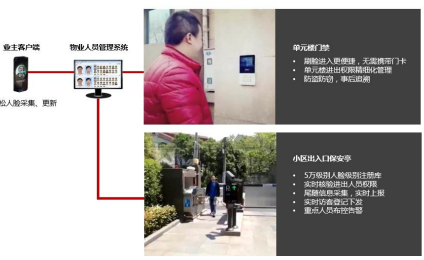 业主客户端
物业人员管理系统
松人脸采集、更新
单元楼门禁
• 刷脸进入更便捷，无需携带门卡
• 单元楼进出权限精细化管理
• 防盗防窃，事后追溯
小区出入口保安亭
• 5万级别人脸级别注册库
• 实时核验进出人员权限
• 尾随信息采集，实时上报
• 实时访客登记下发
• 重点人员布控告警